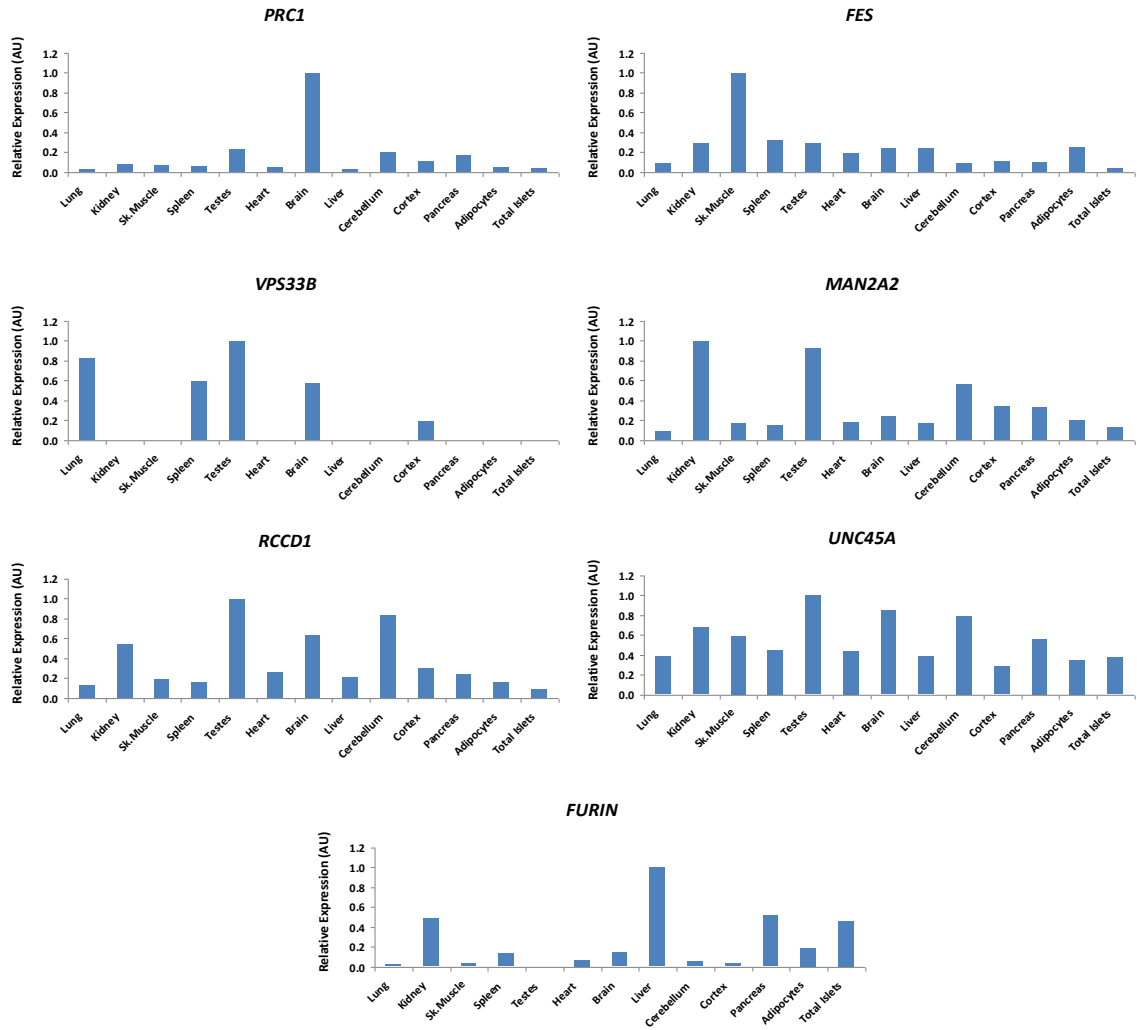 PRC1
Relative Expression (AU)
1.2
1.0
0.8
0.6
0.4
0.2
0.0
Lung
Kidney
Sk.Muscle
Spleen
Testes
Heart
Brain
Liver
Cerebellum
Cortex
Pancreas
Adipocytes
Total Islets
FES
Relative Expression (AU)
1.2
1.0
0.8
0.6
0.4
0.2
0.0
Lung
Kidney
Sk.Muscle
Spleen
Testes
Heart
Brain
Liver
Cerebellum
Cortex
Pancreas
Adipocytes
Total Islets
VPS33B
Relative Expression (AU)
1.2
1.0
0.8
0.6
0.4
0.2
0.0
Lung
Kidney
Sk.Muscle
Spleen
Testes
Heart
Brain
Liver
Cerebellum
Cortex
Pancreas
Adipocytes
Total Islets
MAN2A2
Relative Expression (AU)
1.2
1.0
0.8
0.6
0.4
0.2
0.0
Lung
Kidney
Sk.Muscle
Spleen
Testes
Heart
Brain
Liver
Cerebellum
Cortex
Pancreas
Adipocytes
Total Islets
RCCD1
Relative Expression (AU)
1.2
1.0
0.8
0.6
0.4
0.2
0.0
Lung
Kidney
Sk.Muscle
Spleen
Testes
Heart
Brain
Liver
Cerebellum
Cortex
Pancreas
Adipocytes
Total Islets
UNC45A
Relative Expression (AU)
1.2
1.0
0.8
0.6
0.4
0.2
0.0
Lung
Kidney
Sk.Muscle
Spleen
Testes
Heart
Brain
Liver
Cerebellum
Cortex
Pancreas
Adipocytes
Total Islets
FURIN
Relative Expression (AU)
1.2
1.0
0.8
0.6
0.4
0.2
0.0
Lung
Kidney
Sk.Muscle
Spleen
Testes
Heart
Brain
Liver
Cerebellum
Cortex
Pancreas
Adipocytes
Total Islets